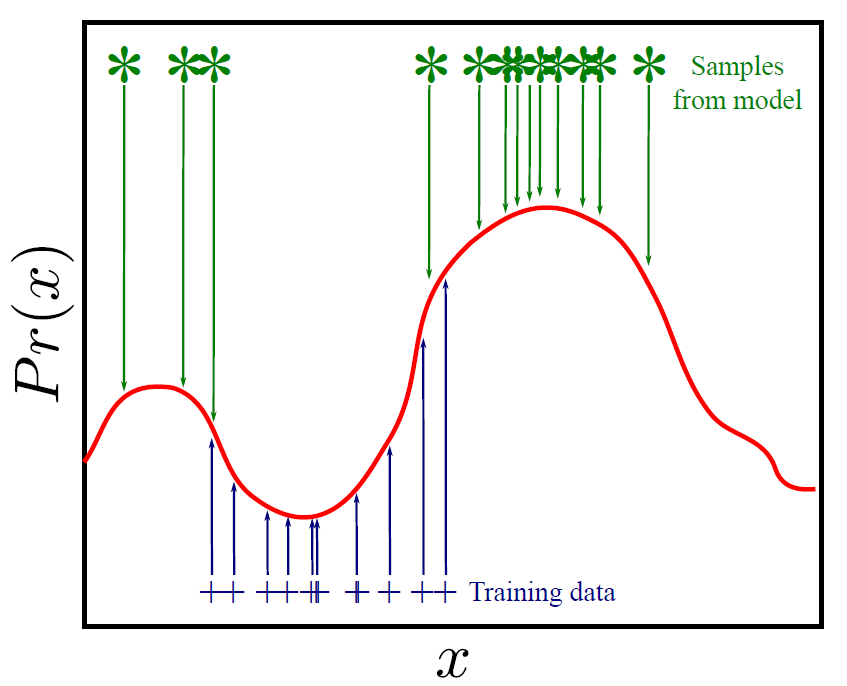 Samples
from model
Pr(x)
Training data
x